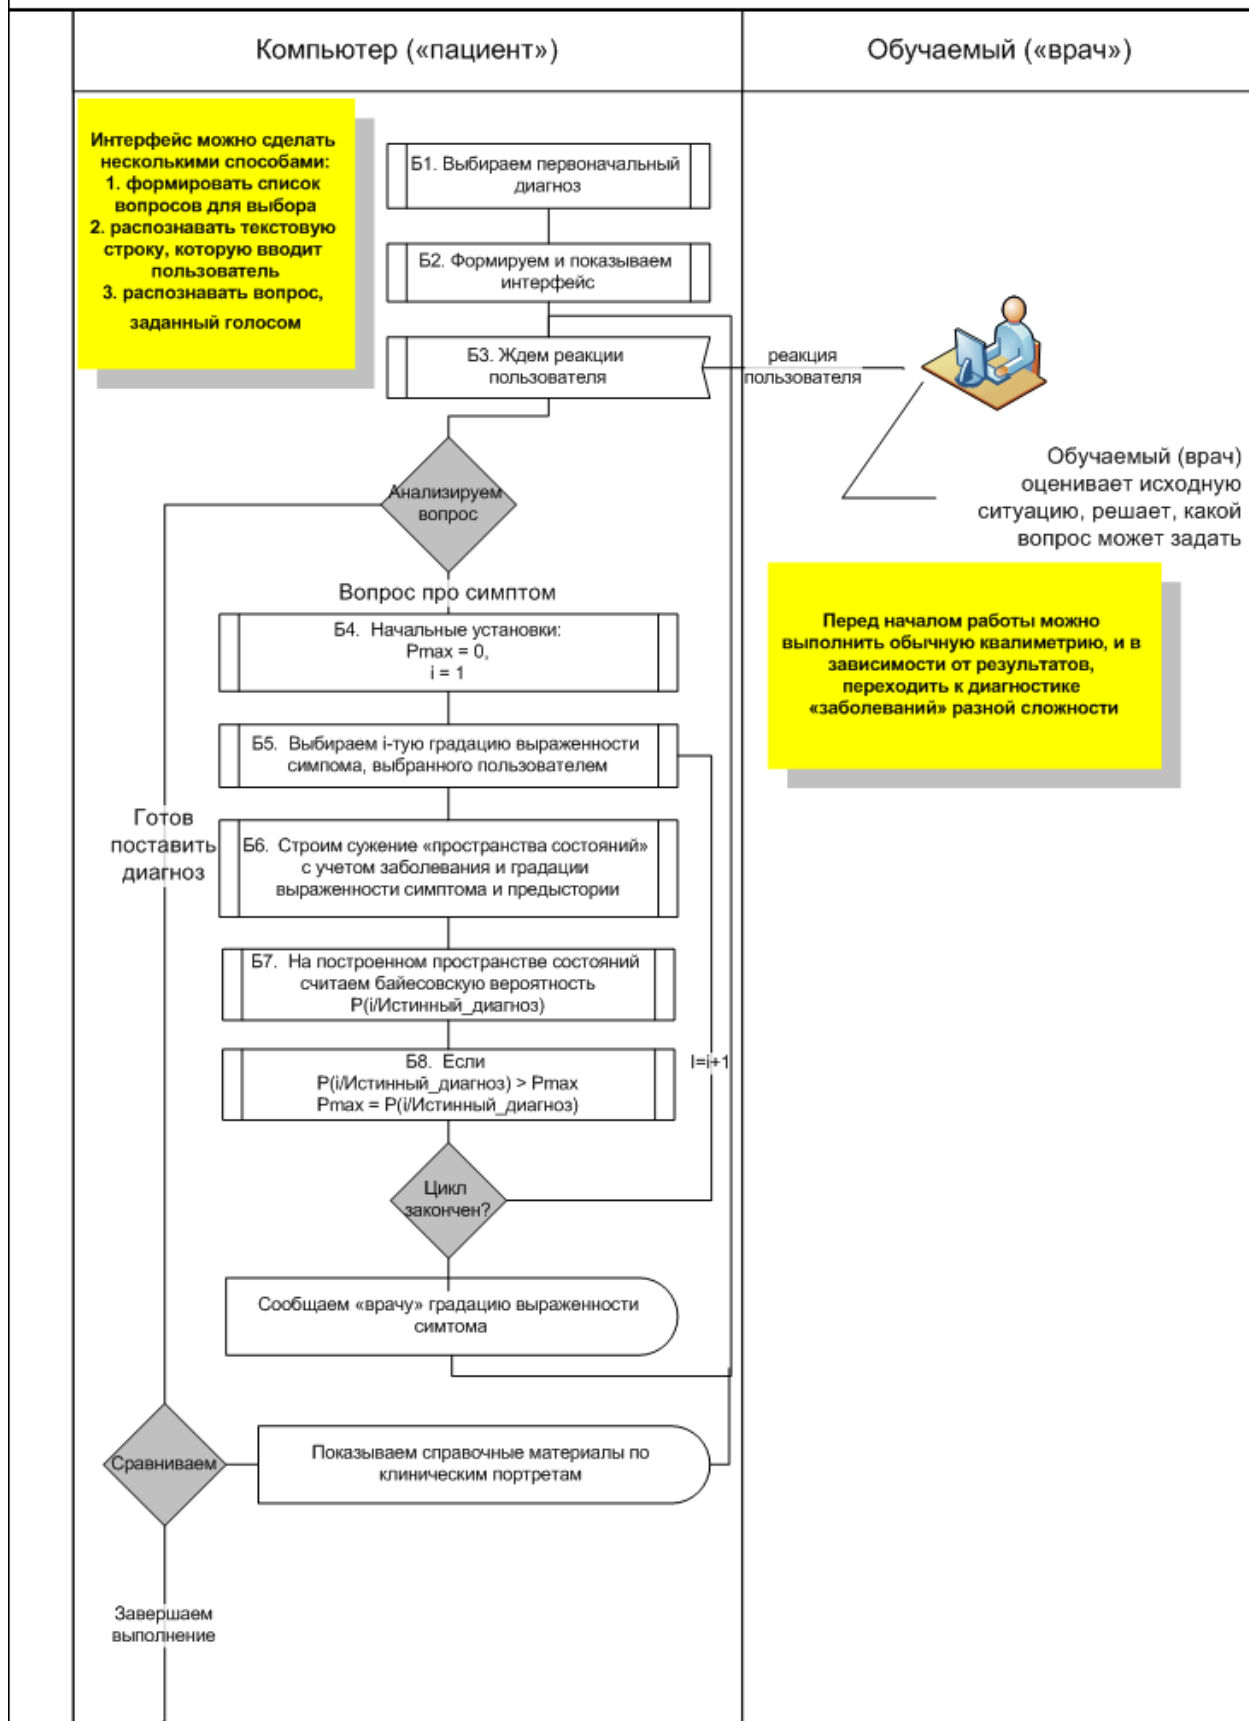 Компьютер («пациент»)
Обучаемый («врач»)
Интерфейс можно сделать
несколькими способами:
1. формировать список
вопросов для выбора
2. распознавать текстовую
строку, которую вводит
пользователь
3. распознавать вопрос,
заданный голосом
Б1. Выбираем первоначальный
диагноз
Б2. Формируем и показываем
интерфейс
Б3. Ждем реакции
пользователя
реакция
пользователя
Обучаемый (врач)
оценивает исходную
ситуацию, решает, какой
вопрос может задать
Анализируем
вопрос
Вопрос про симптом
Б4. Начальные установки:
Pmax = 0,
i = 1
Перед началом работы можно
выполнить обычную квалиметрию, и в
зависимости от результатов,
переходить к диагностике
«заболеваний» разной сложности
Б5. Выбираем i-тую градацию выраженности
симпома, выбранного пользователем
Готов
поставить
диагноз
Б6. Строим сужение «пространства состояний»
с учетом заболевания и градации
выраженности симптома и предыстории
Б7. На построенном пространстве состояний
считаем байесовскую вероятность
P(i/Истинный_диагноз)
Б8. Если
P(i/Истинный_диагноз) > Pmax
Pmax = P(i/Истинный_диагноз)
I=i+1
Цикл
закончен?
Сообщаем «врачу» градацию выраженности
симтома
Сравниваем
Показываем справочные материалы по
клиническим портретам
Завершаем
выполнение